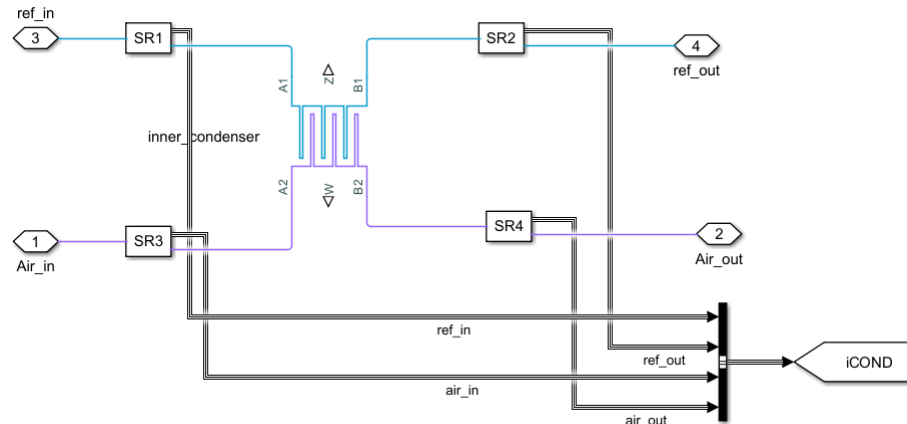 ref_in
3
SR1
SR2
4
ref_out
A1
Z
B1
inner_condenser
A2
W
B2
1
Air_in
SR3
SR4
2
Air_out
ref_in
ref_out
iCOND
air_in
air_out